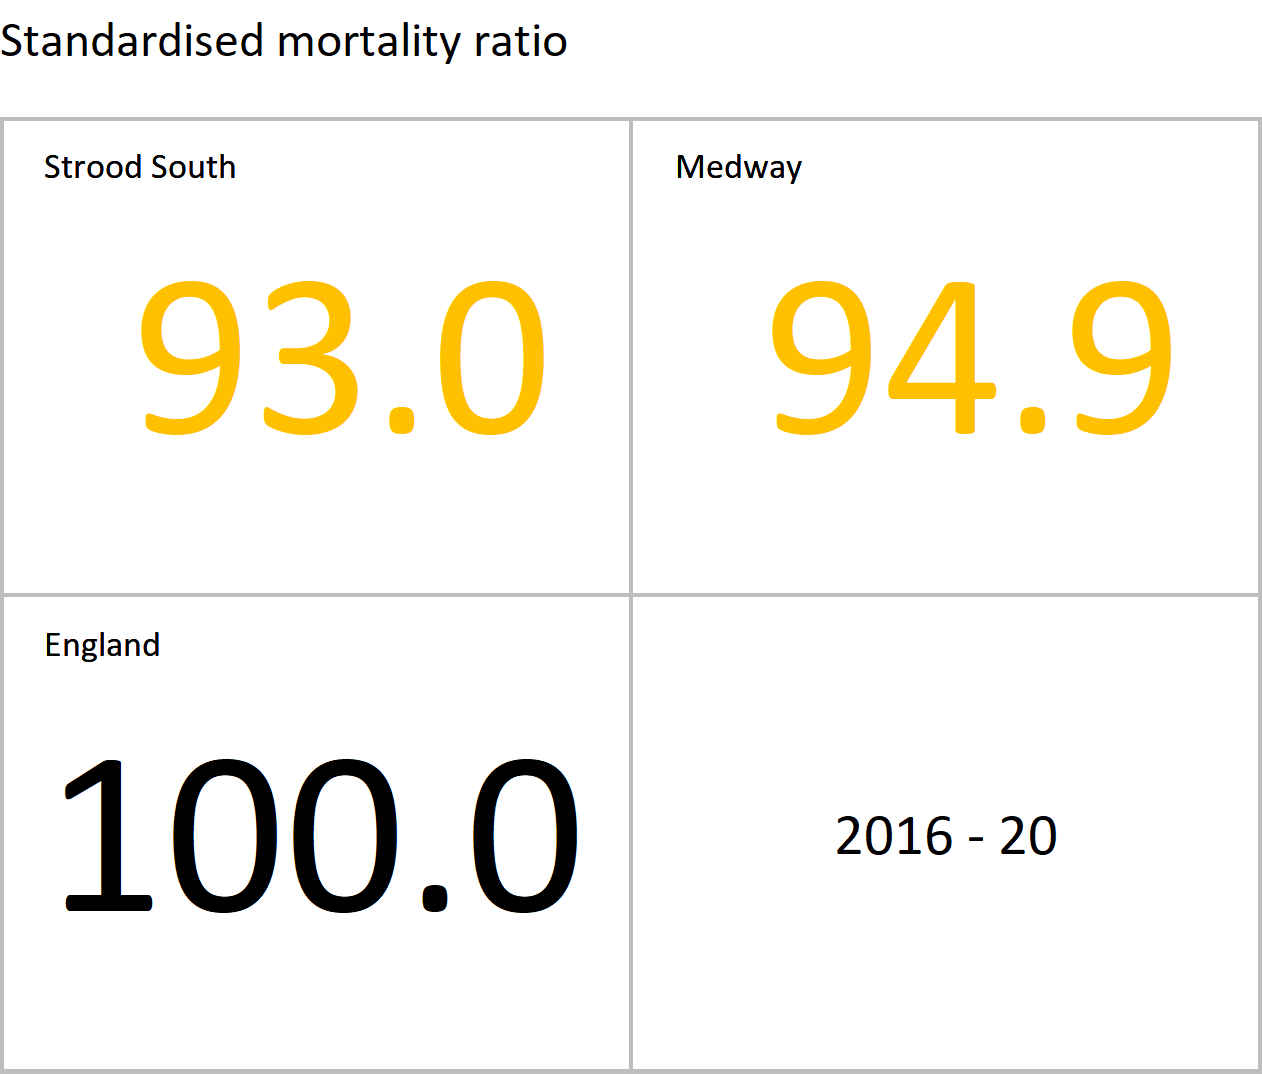 Standardised mortality ratio
Strood South
93.0
Medway
94.9
England
100.0
2016 - 20